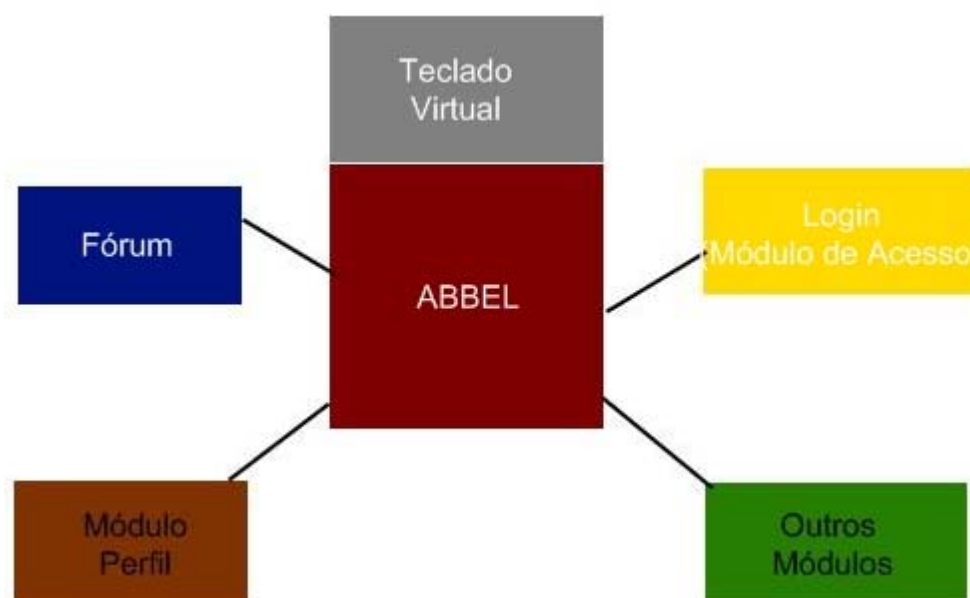 Teclado
Virtual
Fórum
Login
(Módulo de Acesso
ABBEL
Módulo
Perfil
Outros
Módulos